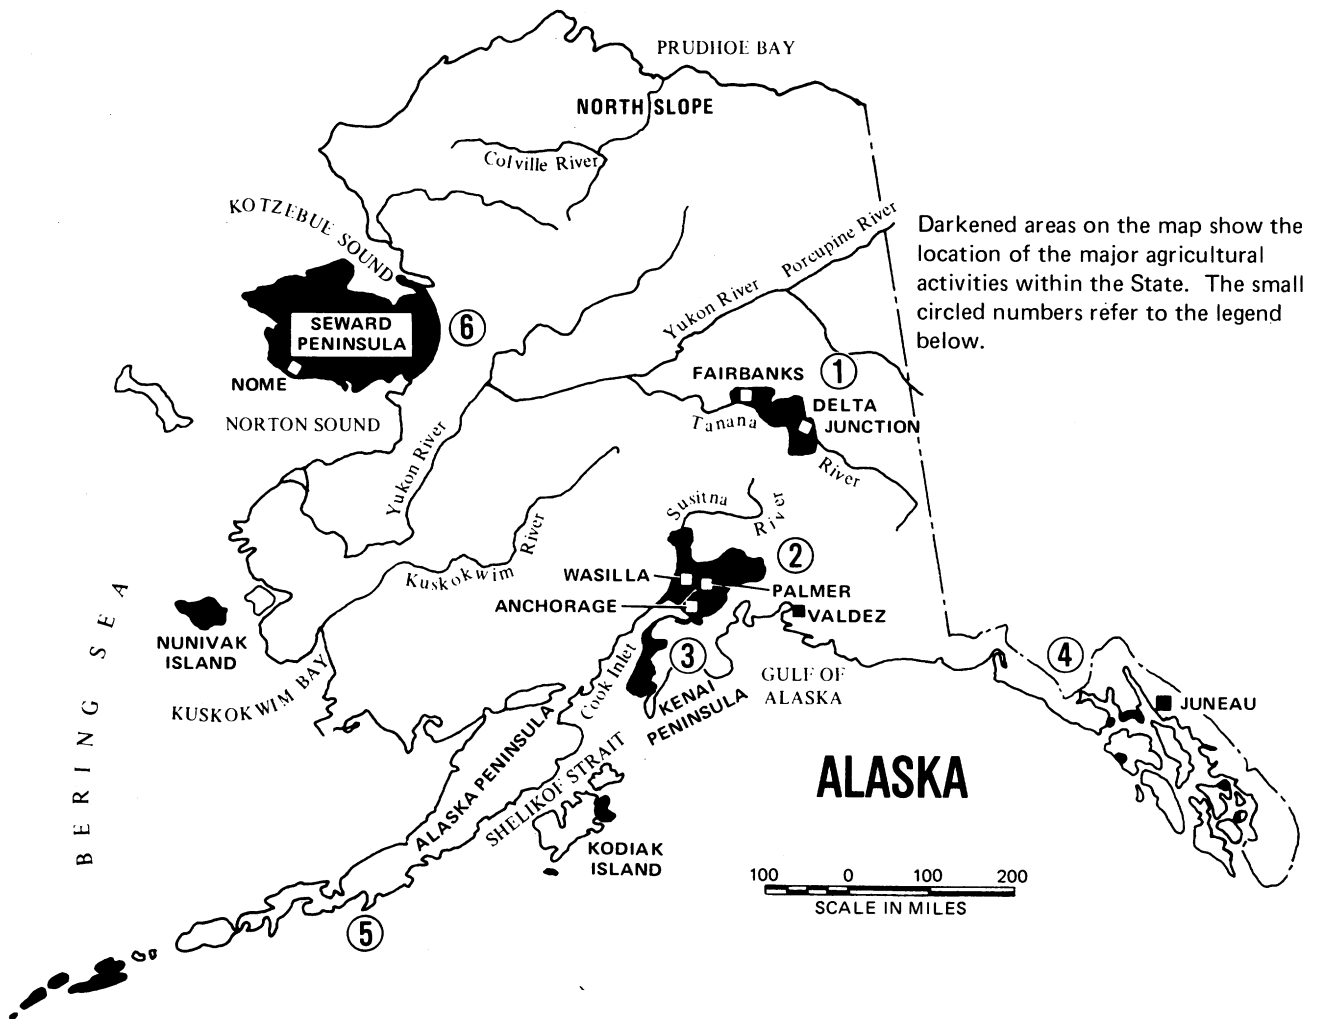 PRUDHOE BAY
NORTH SLOPE
Colville River
KOTZEBUE SOUND
Porcupine River
Yukon River
Darkened areas on the map show the
location of the major agricultural
activities within the State. The small
circled numbers refer to the legend
below.
SEWARD
PENINSULA
6
NOME
NORTON SOUND
FAIRBANKS
1
DELTA
JUNCTION
Tanana
River
Yukon River
Susitna
River
Kuskokwim River
2
WASILLA
PALMER
ANCHORAGE
VALDEZ
BERING SEA
NUNIVAK
ISLAND
KUSKOKWIM BAY
Cook Inlet
3
KENAI
PENINSULA
GULF OF
ALASKA
4
JUNEAU
ALASKA PENINSULA
SHELIKOF STRAIT
ALASKA
KODIAK
ISLAND
100 0 100 200
SCALE IN MILES
5